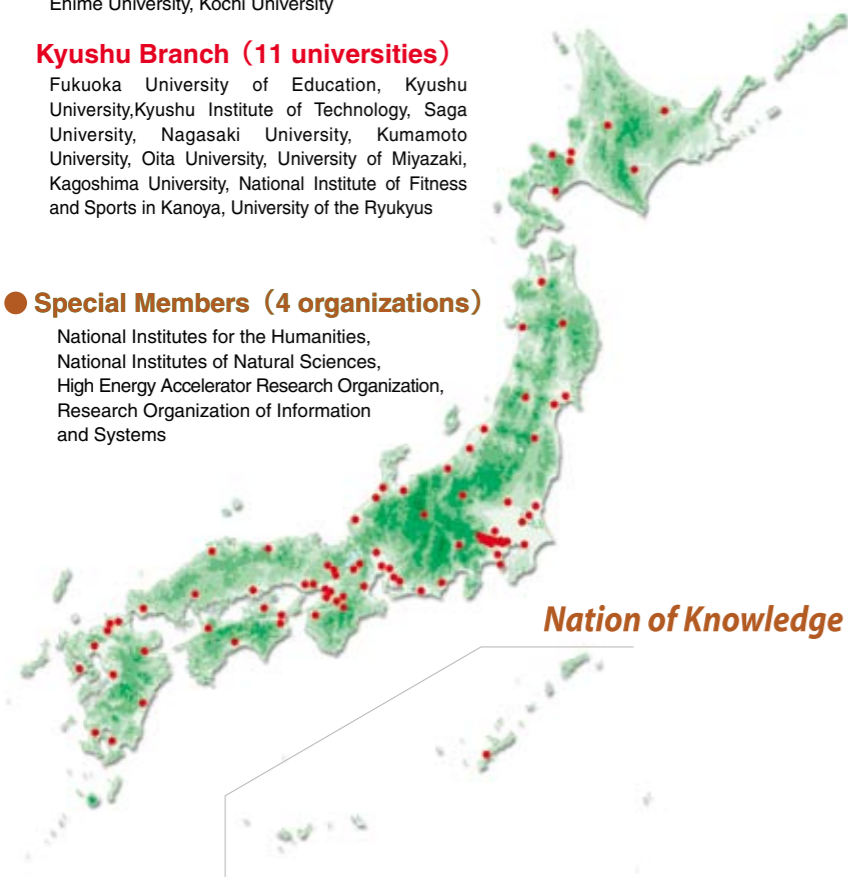 Ehime University, Kochi University
Kyushu Branch（11 universities）
Fukuoka University of Education, Kyushu
University,Kyushu Institute of Technology, Saga
University, Nagasaki University, Kumamoto
University, Oita University, University of Miyazaki,
Kagoshima University, National Institute of Fitness
and Sports in Kanoya, University of the Ryukyus
● Special Members（4 organizations）
National Institutes for the Humanities,
National Institutes of Natural Sciences,
High Energy Accelerator Research Organization,
Research Organization of Information
and Systems
Nation of Knowledge